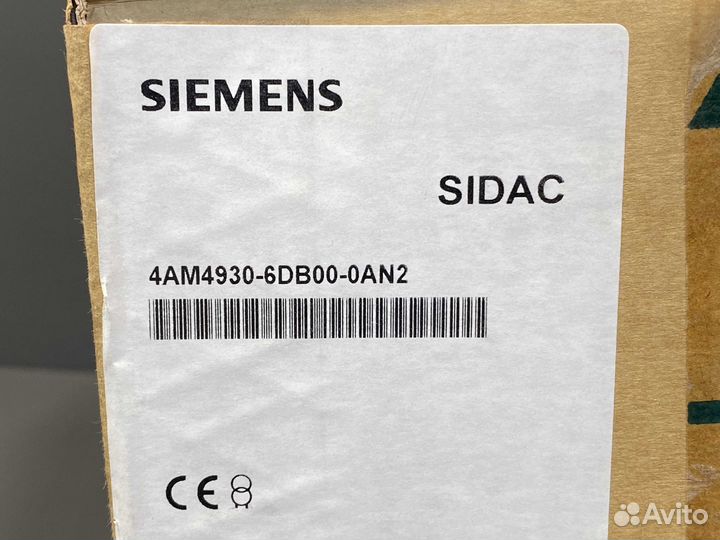 SIEMENS
SIDAC
4AM4930-6DB00-0AN2
CE
Avito